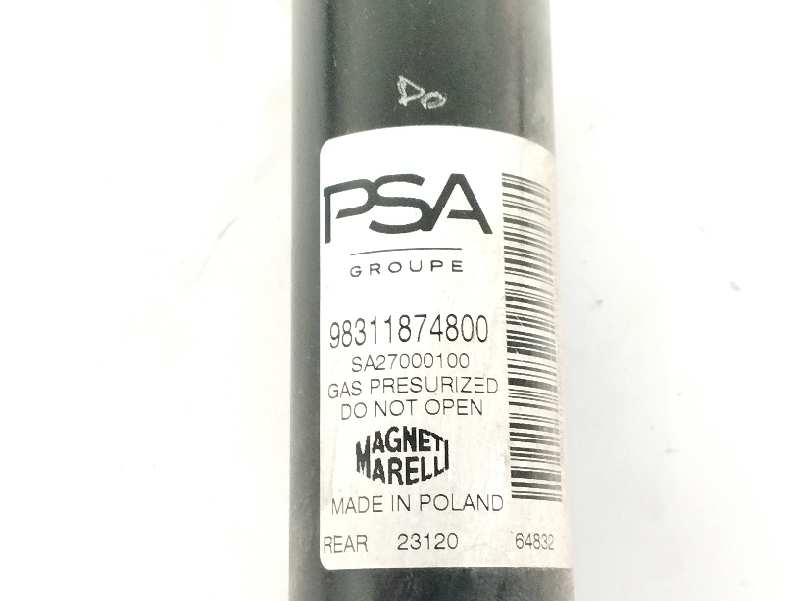 Do
PSA
GROUPE
98311874800
SA27000100
GAS PRESURIZED
DO NOT OPEN
MAGNETI
MARELLI
MADE IN POLAND
REAR 23120 64832